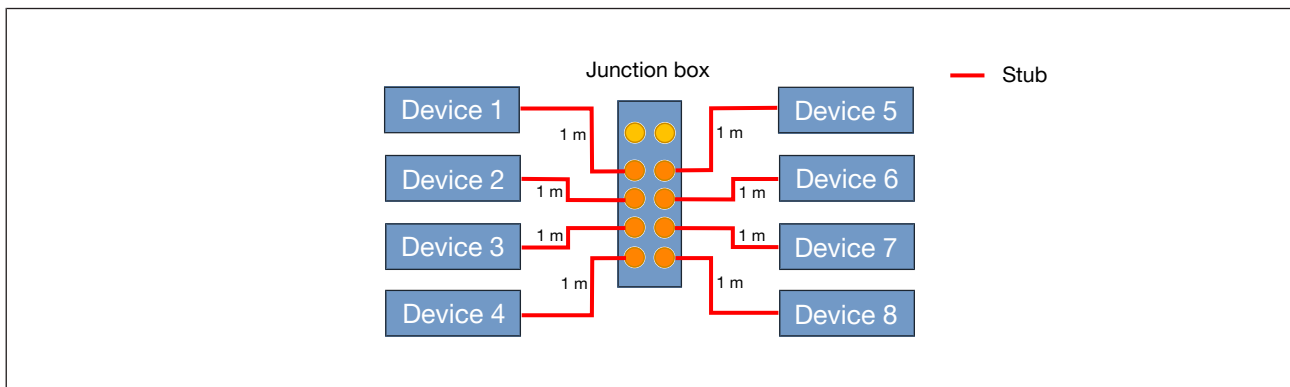 Junction box
Stub
Device 1
Device 5
1 m
1 m
Device 2
Device 6
1 m
1 m
Device 3
Device 7
1 m
1 m
Device 4
Device 8
1 m
1 m